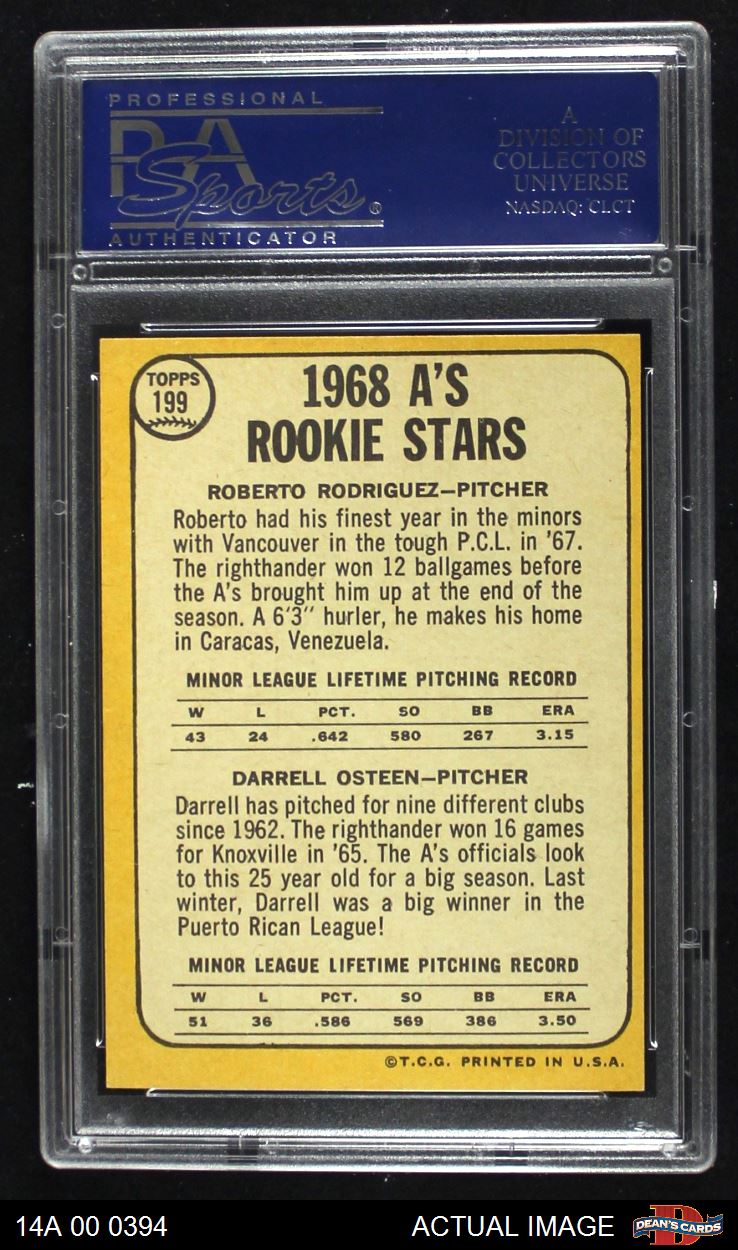 PROFESSIONAL
PSA
Sports®
AUTHENTICATOR
A
DIVISION OF
COLLECTORS
UNIVERSE
NASDAQ: CLCT
TOPPS
199
1968 A'S
ROOKIE STARS
ROBERTO RODRIGUEZ—PITCHER
Roberto had his finest year in the minors
with Vancouver in the tough P.C.L. in '67.
The righthander won 12 ballgames before
the A's brought him up at the end of the
season. A 6'3" hurler, he makes his home
in Caracas, Venezuela.
MINOR LEAGUE LIFETIME PITCHING RECORD
W L PCT. SO BB ERA
43 24 .642 580 267 3.15
DARRELL OSTEEN—PITCHER
Darrell has pitched for nine different clubs
since 1962. The righthander won 16 games
for Knoxville in '65. The A's officials look
to this 25 year old for a big season. Last
winter, Darrell was a big winner in the
Puerto Rican League!
MINOR LEAGUE LIFETIME PITCHING RECORD
W L PCT. SO BB ERA
51 36 .586 569 386 3.50
©T.C.G. PRINTED IN U.S.A.
14A 00 0394 ACTUAL IMAGE
DEAN'S CARDS